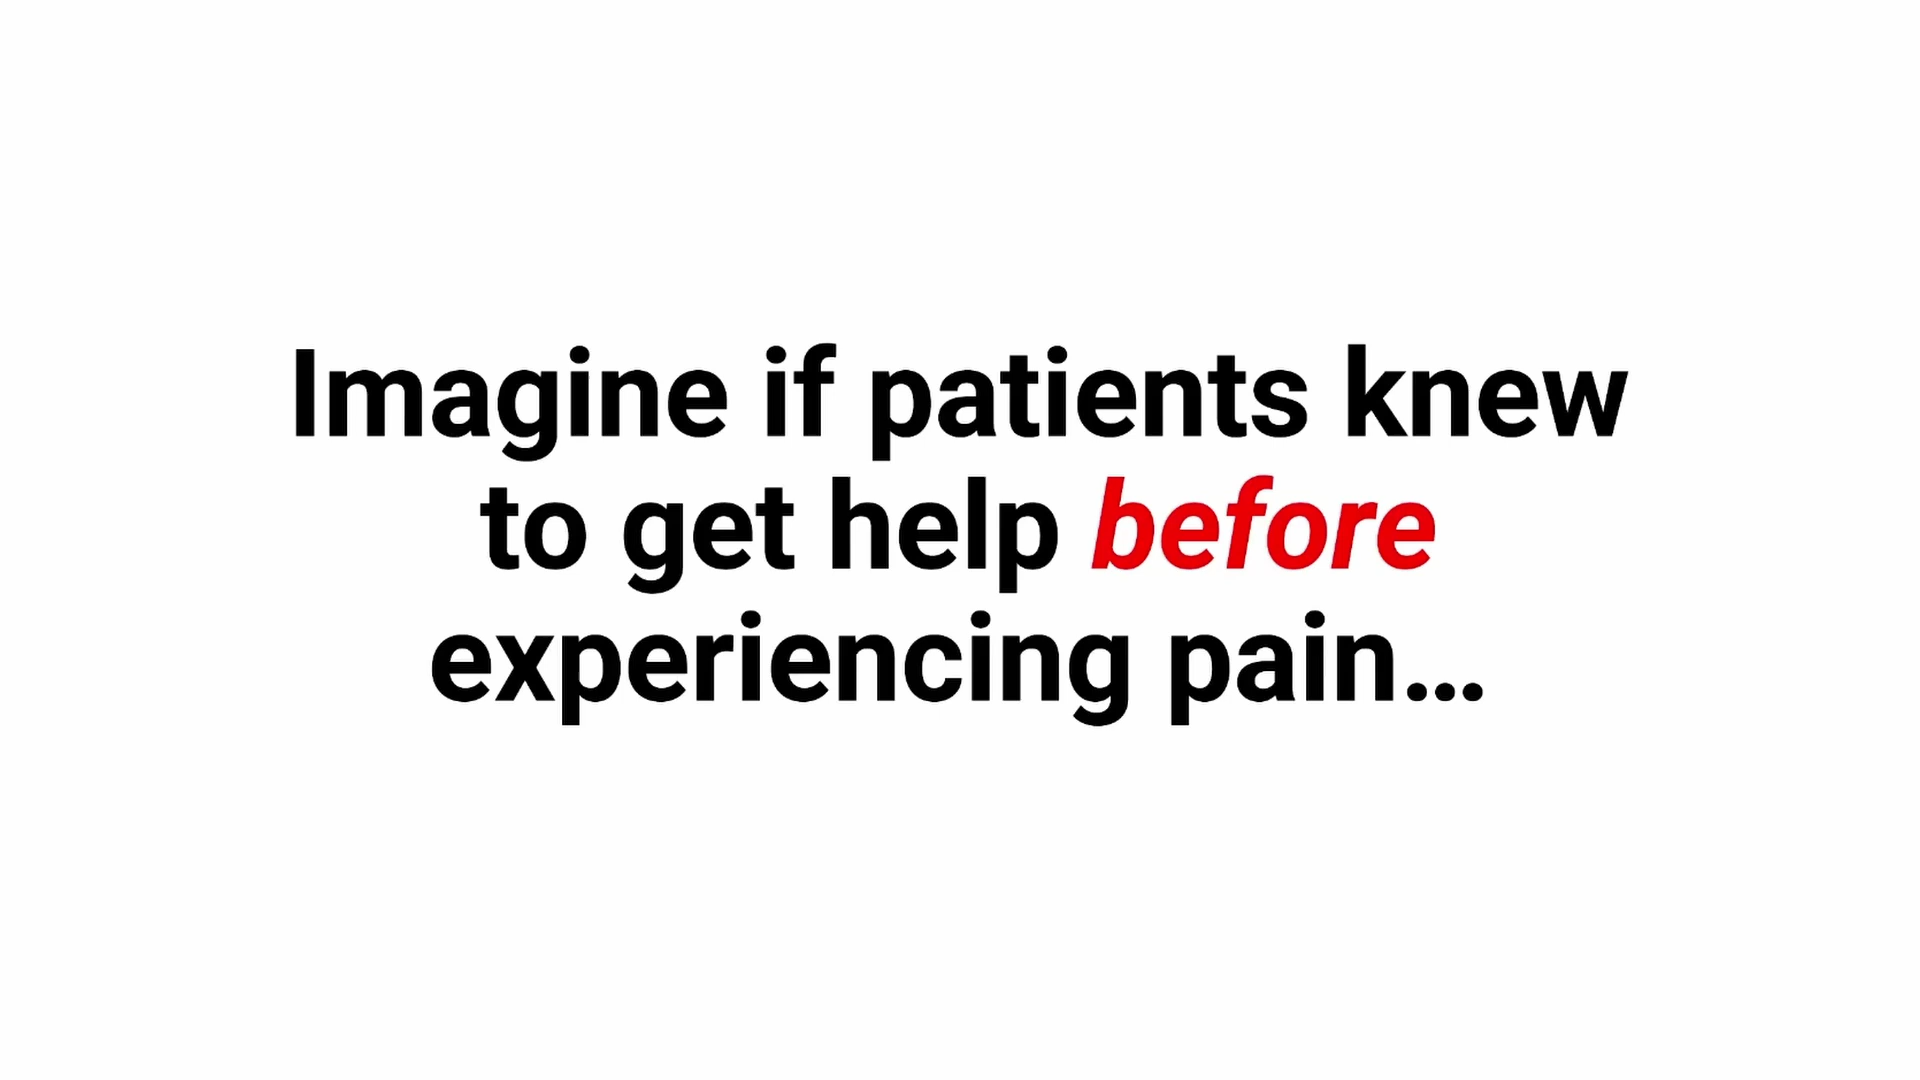 Imagine if patients knew
to get help before
experiencing pain…